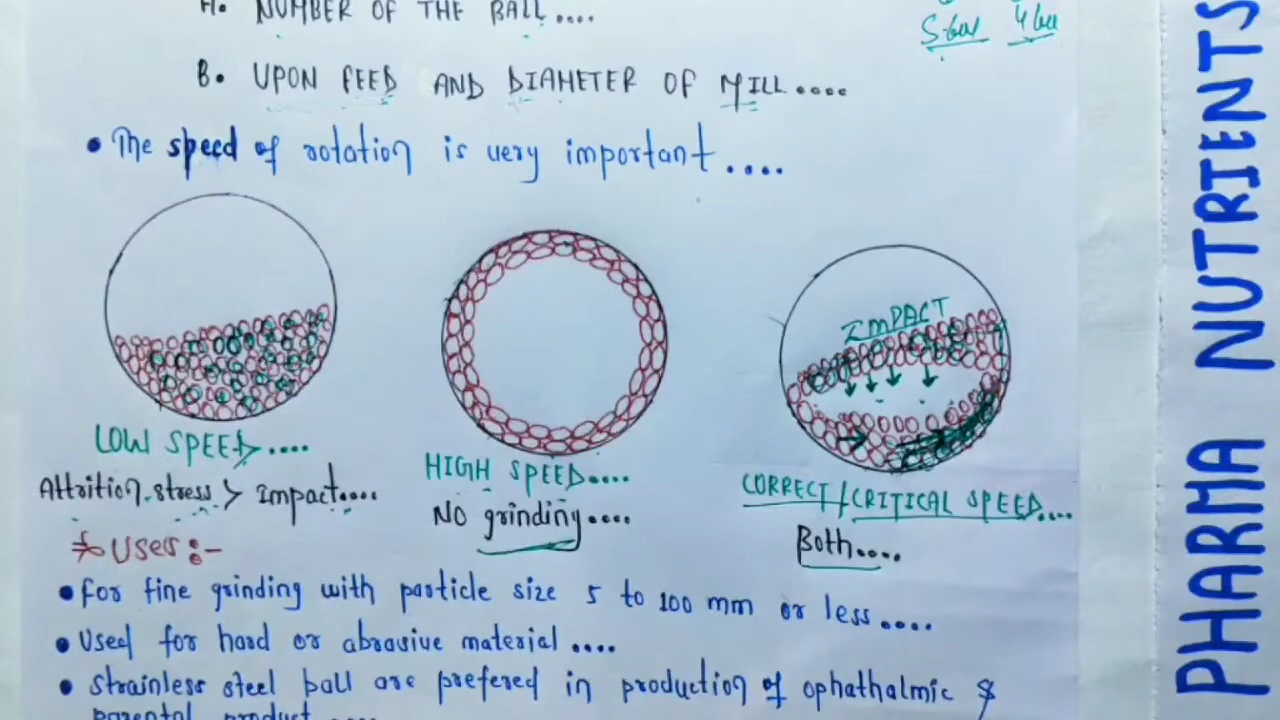 A. NUMBER OF THE BALL....
B. UPON FEED AND DIAMETER OF MILL....
• The speed of rotation is very important....
IMPACT
LOW SPEED....
HIGH SPEED....
CORRECT/CRITICAL SPEED....
Attrition stress > impact....
No grinding....
Both....
* Uses:-
• For fine grinding with particle size 5 to 100 mm or less....
• Used for hard or abrasive material....
• Strainless steel ball are prefered in production of ophathalmic &
parental product....
PHARMA NUTRIENTS